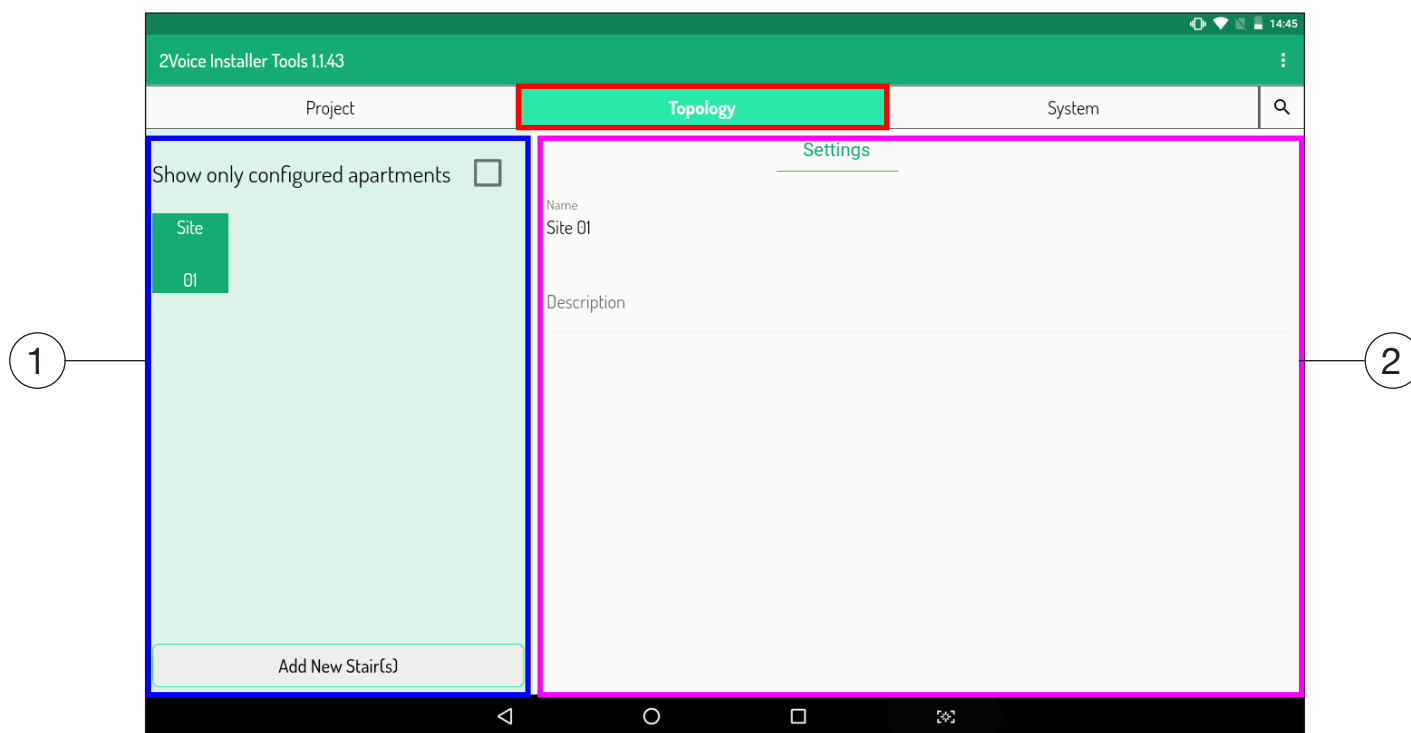 14:45
2Voice Installer Tools 1.1.43
Project
Topology
System
Settings
Show only configured apartments
Name
Site 01
Site
01
Description
1
2
Add New Stair(s)